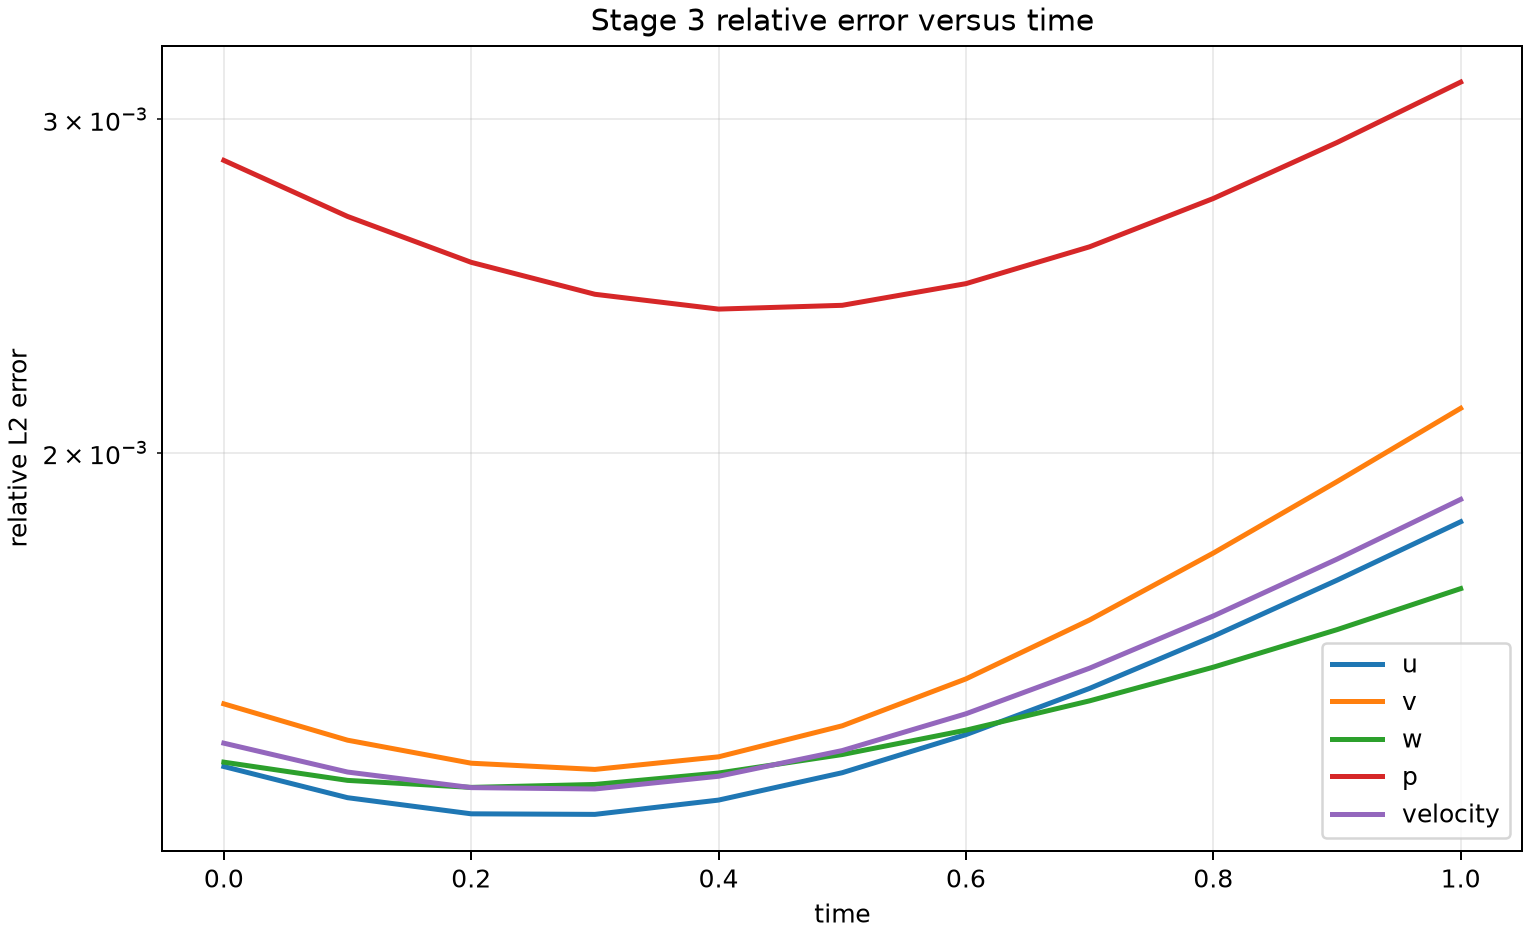 Stage 3 relative error versus time
3 × 10⁻³
2 × 10⁻³
relative L2 error
0.0 0.2 0.4 0.6 0.8 1.0
time
u
v
w
p
velocity